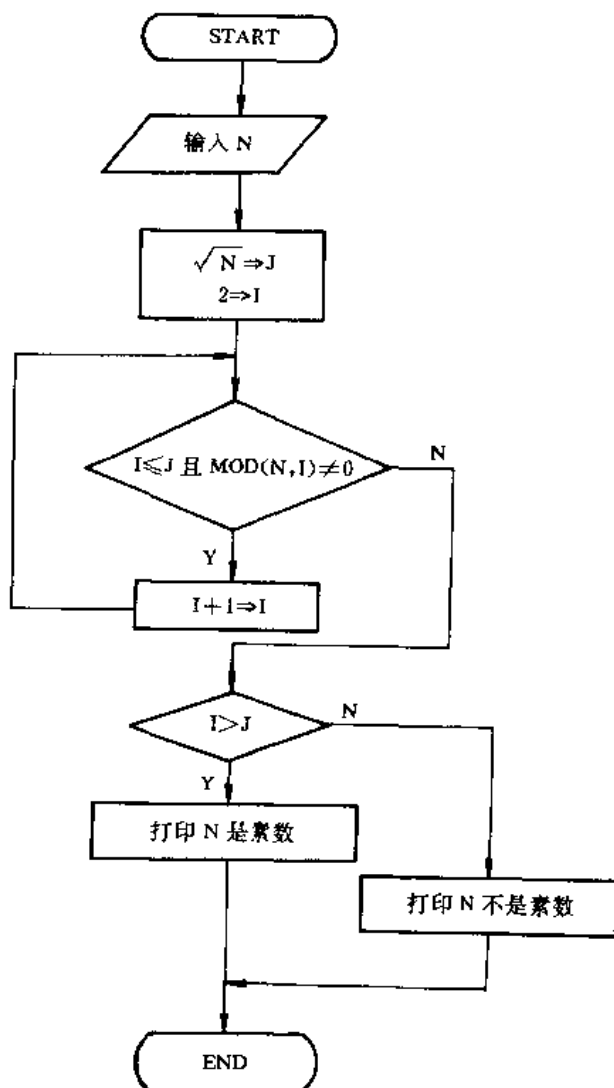 START
输入 N
√N⇒J
2⇒I
I≤J 且 MOD(N,I)≠0
N
Y
I+1⇒I
I>J
N
Y
打印 N 是素数
打印 N 不是素数
END